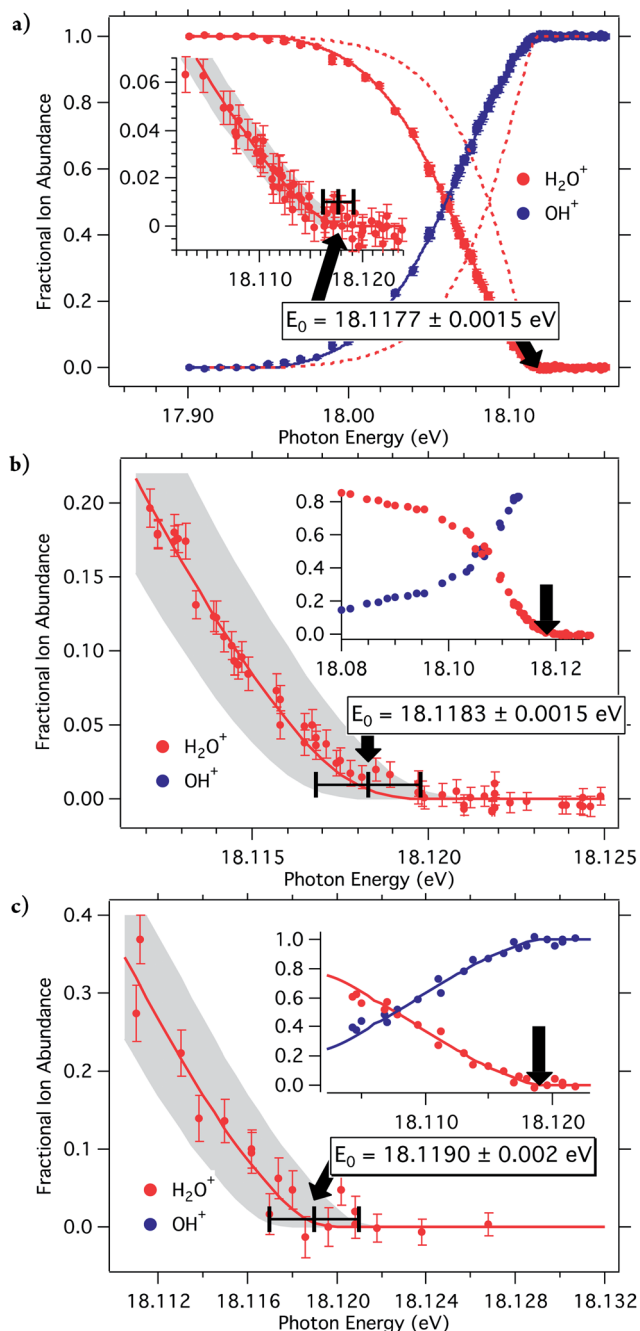 a)
1.0
0.8
0.6
0.4
0.2
0.0
Fractional Ion Abundance
0.06
0.04
0.02
0
18.110
18.120
H₂O⁺
OH⁺
E₀ = 18.1177 ± 0.0015 eV
17.90
18.00
18.10
Photon Energy (eV)
b)
0.20
0.15
0.10
0.05
0.00
Fractional Ion Abundance
0.8
0.6
0.4
0.2
0.0
18.08
18.10
18.12
E₀ = 18.1183 ± 0.0015 eV
H₂O⁺
OH⁺
18.115
18.120
18.125
Photon Energy (eV)
c)
0.4
0.3
0.2
0.1
0.0
Fractional Ion Abundance
1.0
0.8
0.6
0.4
0.2
0.0
18.110
18.120
E₀ = 18.1190 ± 0.002 eV
H₂O⁺
OH⁺
18.112
18.116
18.120
18.124
18.128
18.132
Photon Energy (eV)